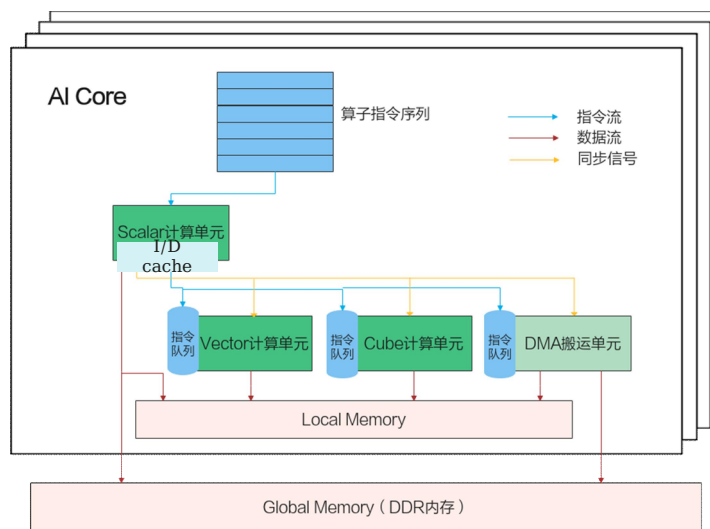 AI Core
算子指令序列
指令流
数据流
同步信号
Scalar计算单元
I/D
cache
指令
队列
Vector计算单元
指令
队列
Cube计算单元
指令
队列
DMA搬运单元
Local Memory
Global Memory（DDR内存）